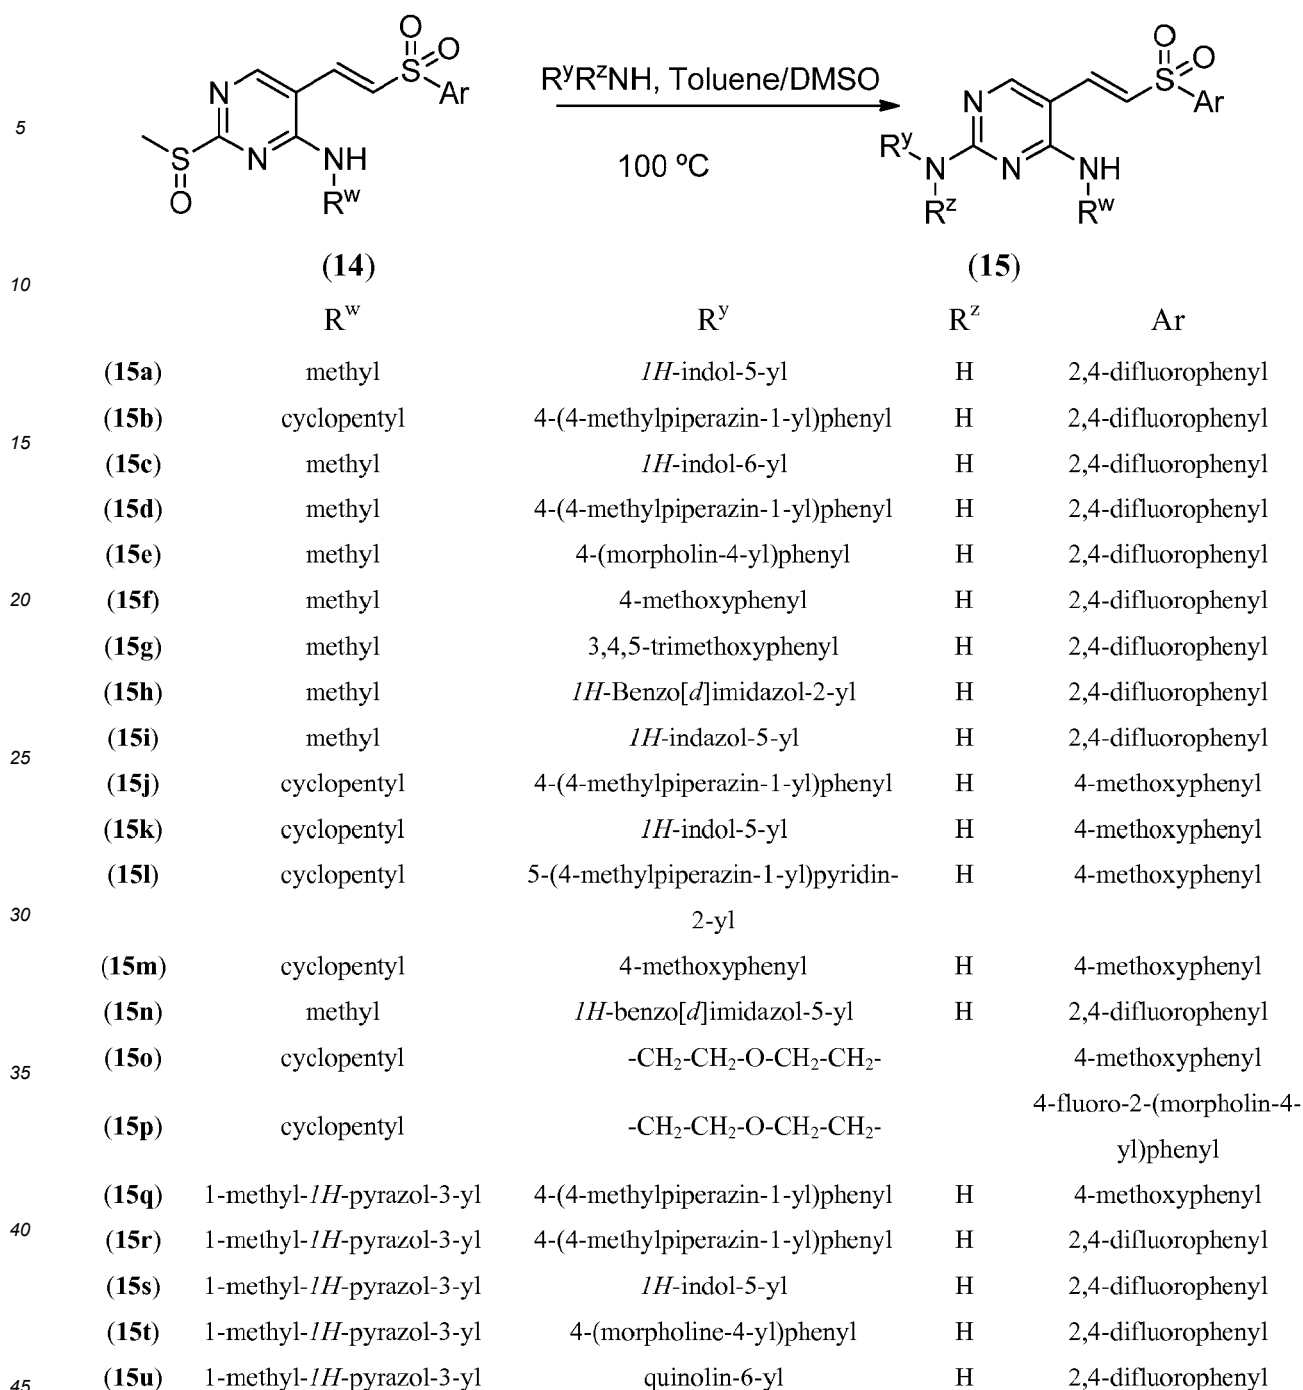 O
O
S
Ar
N
N
NH
R^w
S
O
R^yR^zNH, Toluene/DMSO
100 ºC
O
O
S
Ar
N
N
NH
R^w
R^y
N
R^z
5
(14) (15)
10
R^w R^y R^z Ar
(15a) methyl 1H-indol-5-yl H 2,4-difluorophenyl
(15b) cyclopentyl 4-(4-methylpiperazin-1-yl)phenyl H 2,4-difluorophenyl
15
(15c) methyl 1H-indol-6-yl H 2,4-difluorophenyl
(15d) methyl 4-(4-methylpiperazin-1-yl)phenyl H 2,4-difluorophenyl
(15e) methyl 4-(morpholin-4-yl)phenyl H 2,4-difluorophenyl
20 (15f) methyl 4-methoxyphenyl H 2,4-difluorophenyl
(15g) methyl 3,4,5-trimethoxyphenyl H 2,4-difluorophenyl
(15h) methyl 1H-Benzo[d]imidazol-2-yl H 2,4-difluorophenyl
(15i) methyl 1H-indazol-5-yl H 2,4-difluorophenyl
25
(15j) cyclopentyl 4-(4-methylpiperazin-1-yl)phenyl H 4-methoxyphenyl
(15k) cyclopentyl 1H-indol-5-yl H 4-methoxyphenyl
(15l) cyclopentyl 5-(4-methylpiperazin-1-yl)pyridin- H 4-methoxyphenyl
30 2-yl
(15m) cyclopentyl 4-methoxyphenyl H 4-methoxyphenyl
(15n) methyl 1H-benzo[d]imidazol-5-yl H 2,4-difluorophenyl
35 (15o) cyclopentyl -CH2-CH2-O-CH2-CH2- 4-methoxyphenyl
4-fluoro-2-(morpholin-4-
(15p) cyclopentyl -CH2-CH2-O-CH2-CH2-
yl)phenyl
(15q) 1-methyl-1H-pyrazol-3-yl 4-(4-methylpiperazin-1-yl)phenyl H 4-methoxyphenyl
40 (15r) 1-methyl-1H-pyrazol-3-yl 4-(4-methylpiperazin-1-yl)phenyl H 2,4-difluorophenyl
(15s) 1-methyl-1H-pyrazol-3-yl 1H-indol-5-yl H 2,4-difluorophenyl
(15t) 1-methyl-1H-pyrazol-3-yl 4-(morpholine-4-yl)phenyl H 2,4-difluorophenyl
45 (15u) 1-methyl-1H-pyrazol-3-yl quinolin-6-yl H 2,4-difluorophenyl